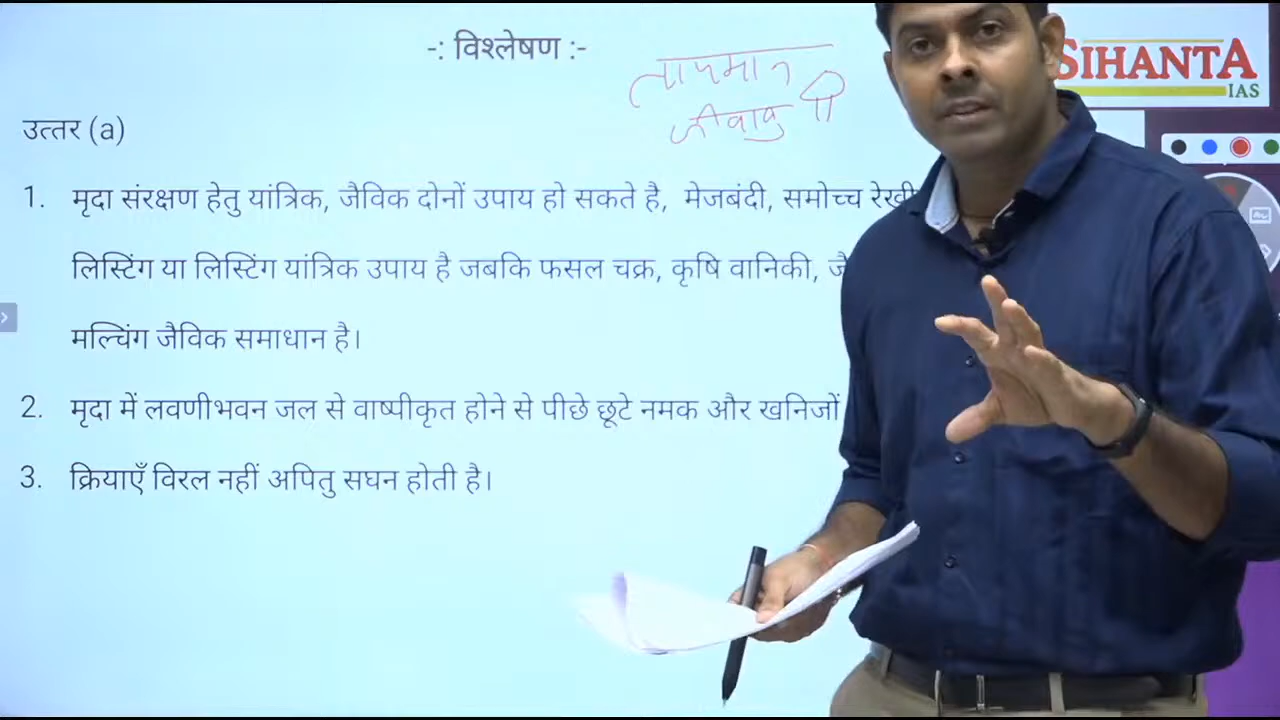 -: विश्लेषण :-
तापमान
जीवाणु
SIHANTA
IAS
उत्तर (a)
1. मृदा संरक्षण हेतु यांत्रिक, जैविक दोनों उपाय हो सकते है, मेजबंदी, समोच्च रेखी
लिस्टिंग या लिस्टिंग यांत्रिक उपाय है जबकि फसल चक्र, कृषि वानिकी,
मल्चिंग जैविक समाधान है।
2. मृदा में लवणीभवन जल से वाष्पीकृत होने से पीछे छूटे नमक और खनिजों
3. क्रियाएँ विरल नहीं अपितु सघन होती है।